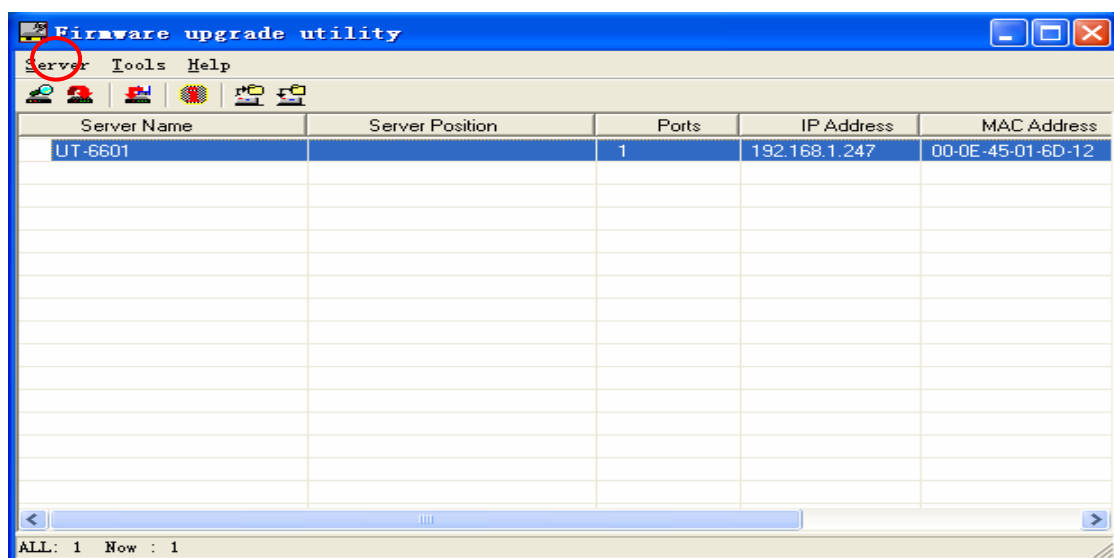 Firmware upgrade utility
Server Tools Help
Server Name Server Position Ports IP Address MAC Address
UT-6601 1 192.168.1.247 00-0E-45-01-6D-12
ALL: 1 Now : 1